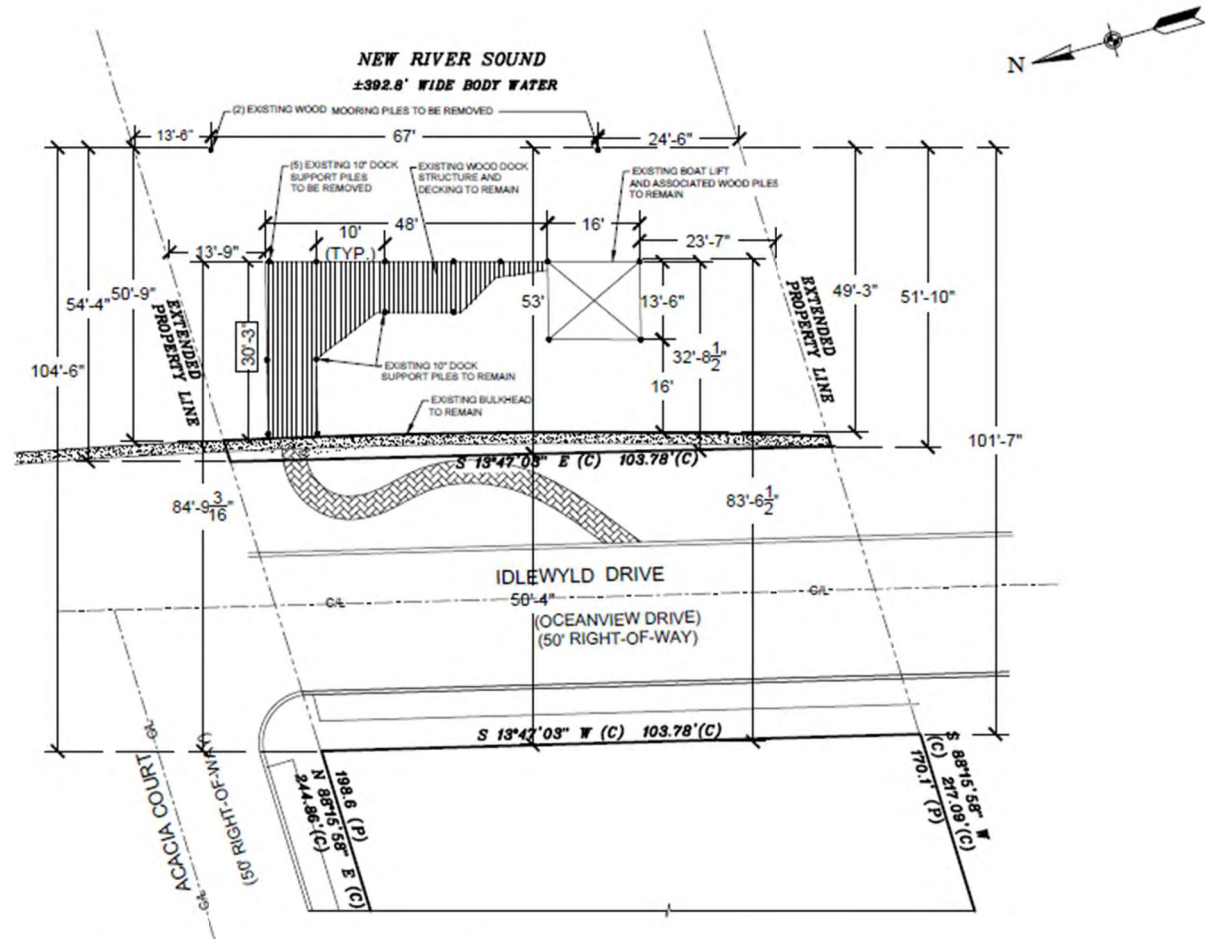 NEW RIVER SOUND
±392.8' WIDE BODY WATER
N
(2) EXISTING WOOD MOORING PILES TO BE REMOVED
13'-6"
67'
24'-6"
(5) EXISTING 10" DOCK
SUPPORT PILES
TO BE REMOVED
EXISTING WOOD DOCK
STRUCTURE AND
DECKING TO REMAIN
EXISTING BOAT LIFT
AND ASSOCIATED WOOD PILES
TO REMAIN
10'
(TYP.)
48'
16'
13'-9"
23'-7"
104'-6"
54'-4"
50'-9"
EXTENDED
PROPERTY LINE
30'-3"
53'
13'-6"
32'-8 1/2"
16'
EXTENDED
PROPERTY LINE
49'-3"
51'-10"
101'-7"
EXISTING 10" DOCK
SUPPORT PILES TO REMAIN
EXISTING BULKHEAD
TO REMAIN
S 13°47'03" E (C) 103.78'(C)
84'-9 3/16"
83'-6 1/2"
IDLEWYLD DRIVE
C/L
50'-4"
C/L
(OCEANVIEW DRIVE)
(50' RIGHT-OF-WAY)
S 13°47'03" W (C) 103.78'(C)
ACACIA COURT
C/L
C/L
(50' RIGHT-OF-WAY)
198.6 (P)
N 88°15'58" E (C)
244.86'(C)
S 88°15'58" W
(C) 217.09'(C)
170.1' (P)